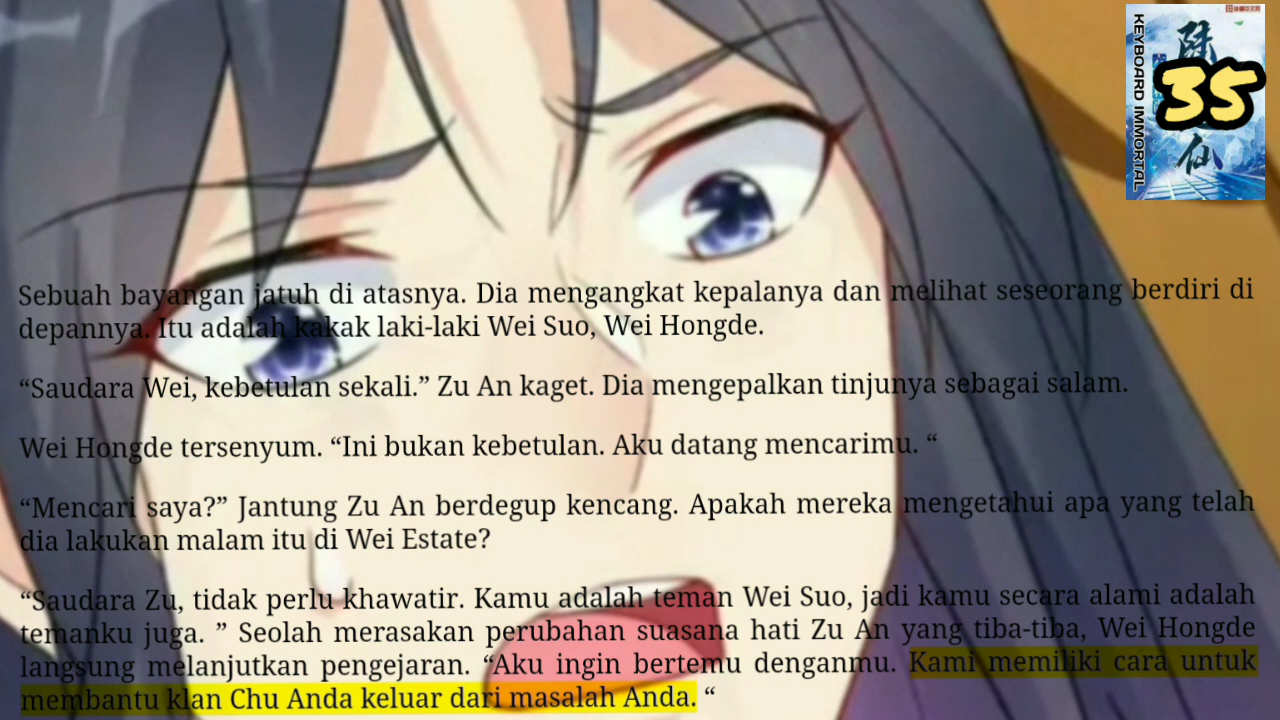 KEYBOARD IMMORTAL
35
仙
Sebuah bayangan jatuh di atasnya. Dia mengangkat kepalanya dan melihat seseorang berdiri di
depannya. Itu adalah kakak laki-laki Wei Suo, Wei Hongde.
“Saudara Wei, kebetulan sekali.” Zu An kaget. Dia mengepalkan tinjunya sebagai salam.
Wei Hongde tersenyum. “Ini bukan kebetulan. Aku datang mencarimu. “
“Mencari saya?” Jantung Zu An berdegup kencang. Apakah mereka mengetahui apa yang telah
dia lakukan malam itu di Wei Estate?
“Saudara Zu, tidak perlu khawatir. Kamu adalah teman Wei Suo, jadi kamu secara alami adalah
temanku juga. ” Seolah merasakan perubahan suasana hati Zu An yang tiba-tiba, Wei Hongde
langsung melanjutkan pengejaran. “Aku ingin bertemu denganmu. Kami memiliki cara untuk
membantu klan Chu Anda keluar dari masalah Anda. “